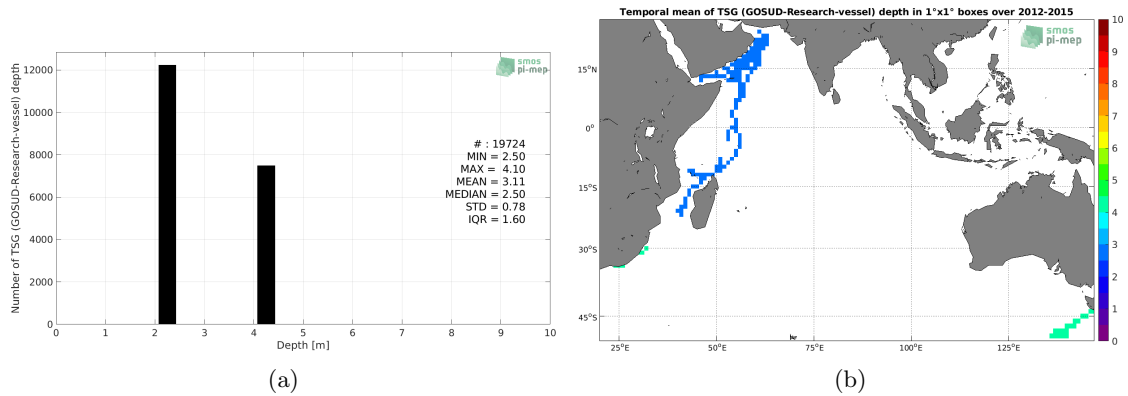 Number of TSG (GOSUD-Research-vessel) depth
12000
10000
8000
6000
4000
2000
0
0 1 2 3 4 5 6 7 8 9 10
Depth [m]
smos
pi-mep
# : 19724
MIN = 2.50
MAX = 4.10
MEAN = 3.11
MEDIAN = 2.50
STD = 0.78
IQR = 1.60
(a)
Temporal mean of TSG (GOSUD-Research-vessel) depth in 1°x1° boxes over 2012-2015
smos
pi-mep
15°N
0°
15°S
30°S
45°S
25°E 50°E 75°E 100°E 125°E
10
9
8
7
6
5
4
3
2
1
0
(b)